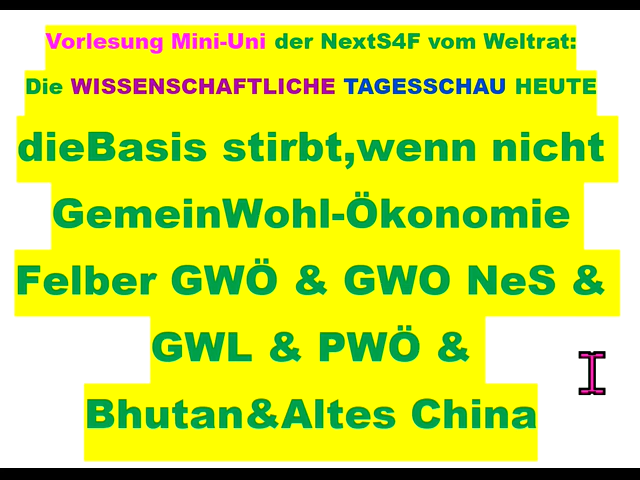 Vorlesung Mini-Uni der NextS4F vom Weltrat:
Die WISSENSCHAFTLICHE TAGESSCHAU HEUTE
dieBasis stirbt,wenn nicht
GemeinWohl-Ökonomie
Felber GWÖ & GWO NeS &
GWL & PWÖ &
Bhutan&Altes China